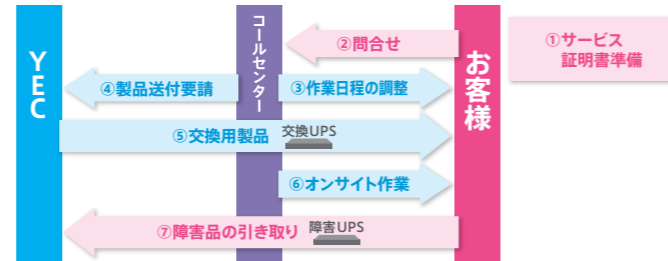 YEC
コールセンター
お客様
①サービス
証明書準備
②問合せ
④製品送付要請
③作業日程の調整
⑤交換用製品
交換UPS
⑥オンサイト作業
⑦障害品の引き取り
障害UPS